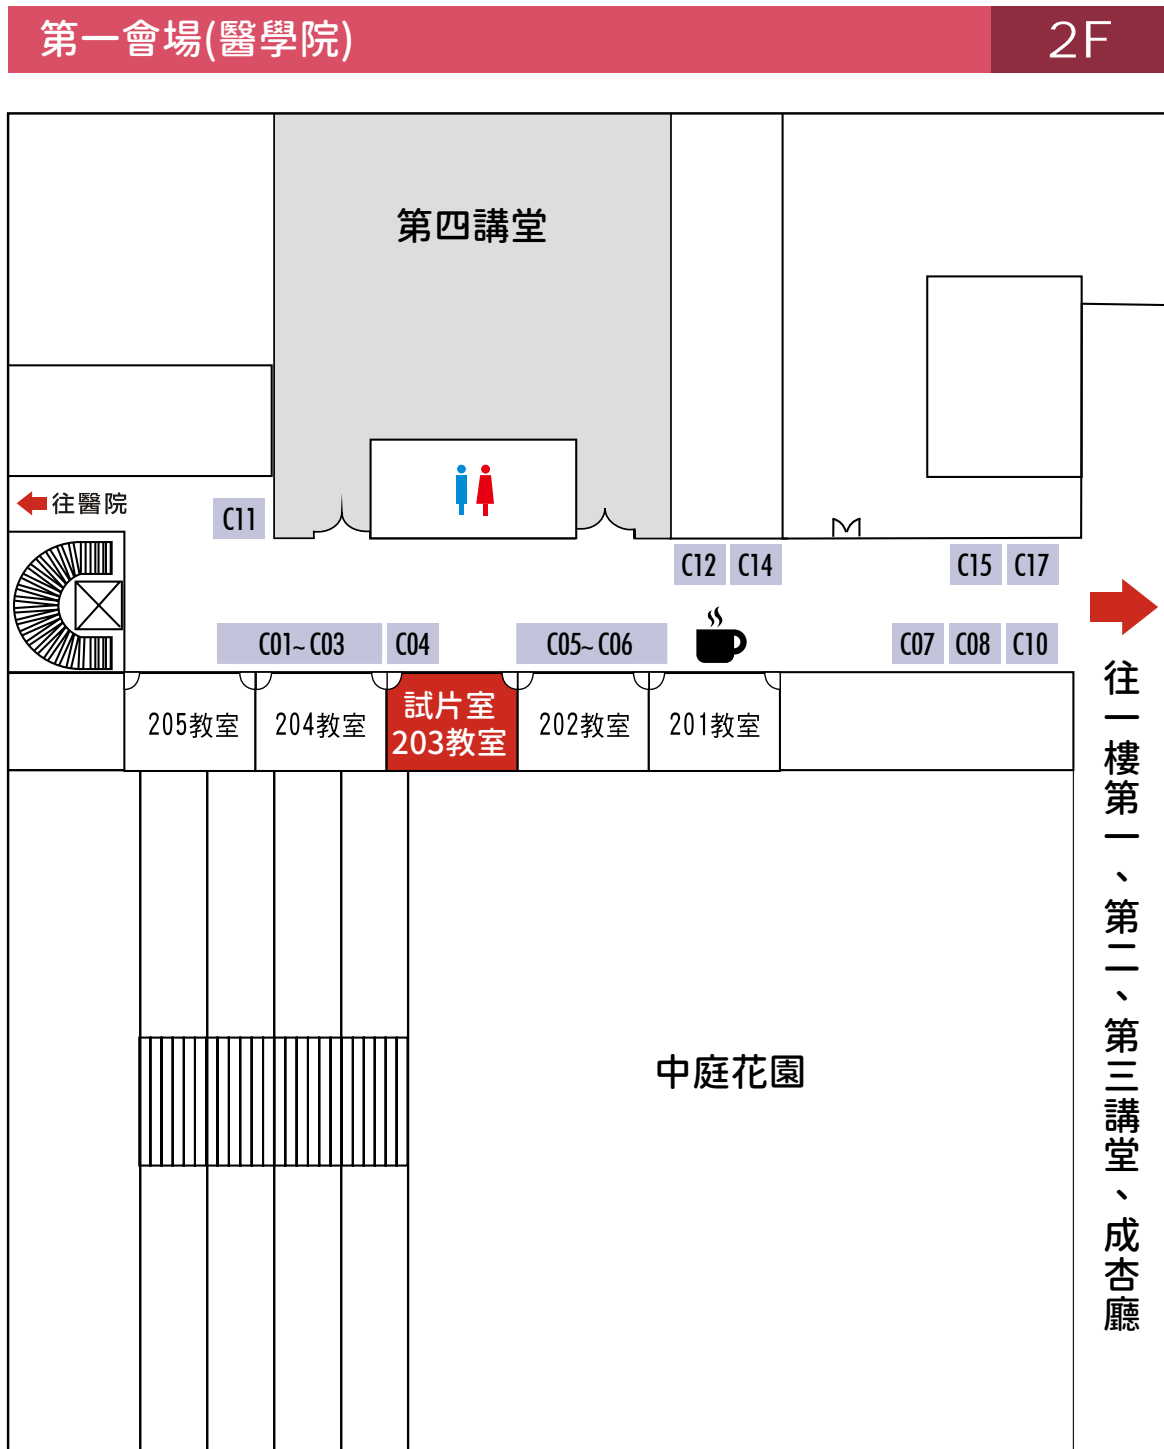 第一會場(醫學院)
2F
第四講堂
往醫院
C11
C12
C14
C15
C17
C01~C03
C04
C05~C06
C07
C08
C10
205教室
204教室
試片室
203教室
202教室
201教室
往一樓第一、第二、第三講堂、成杏廳
中庭花園